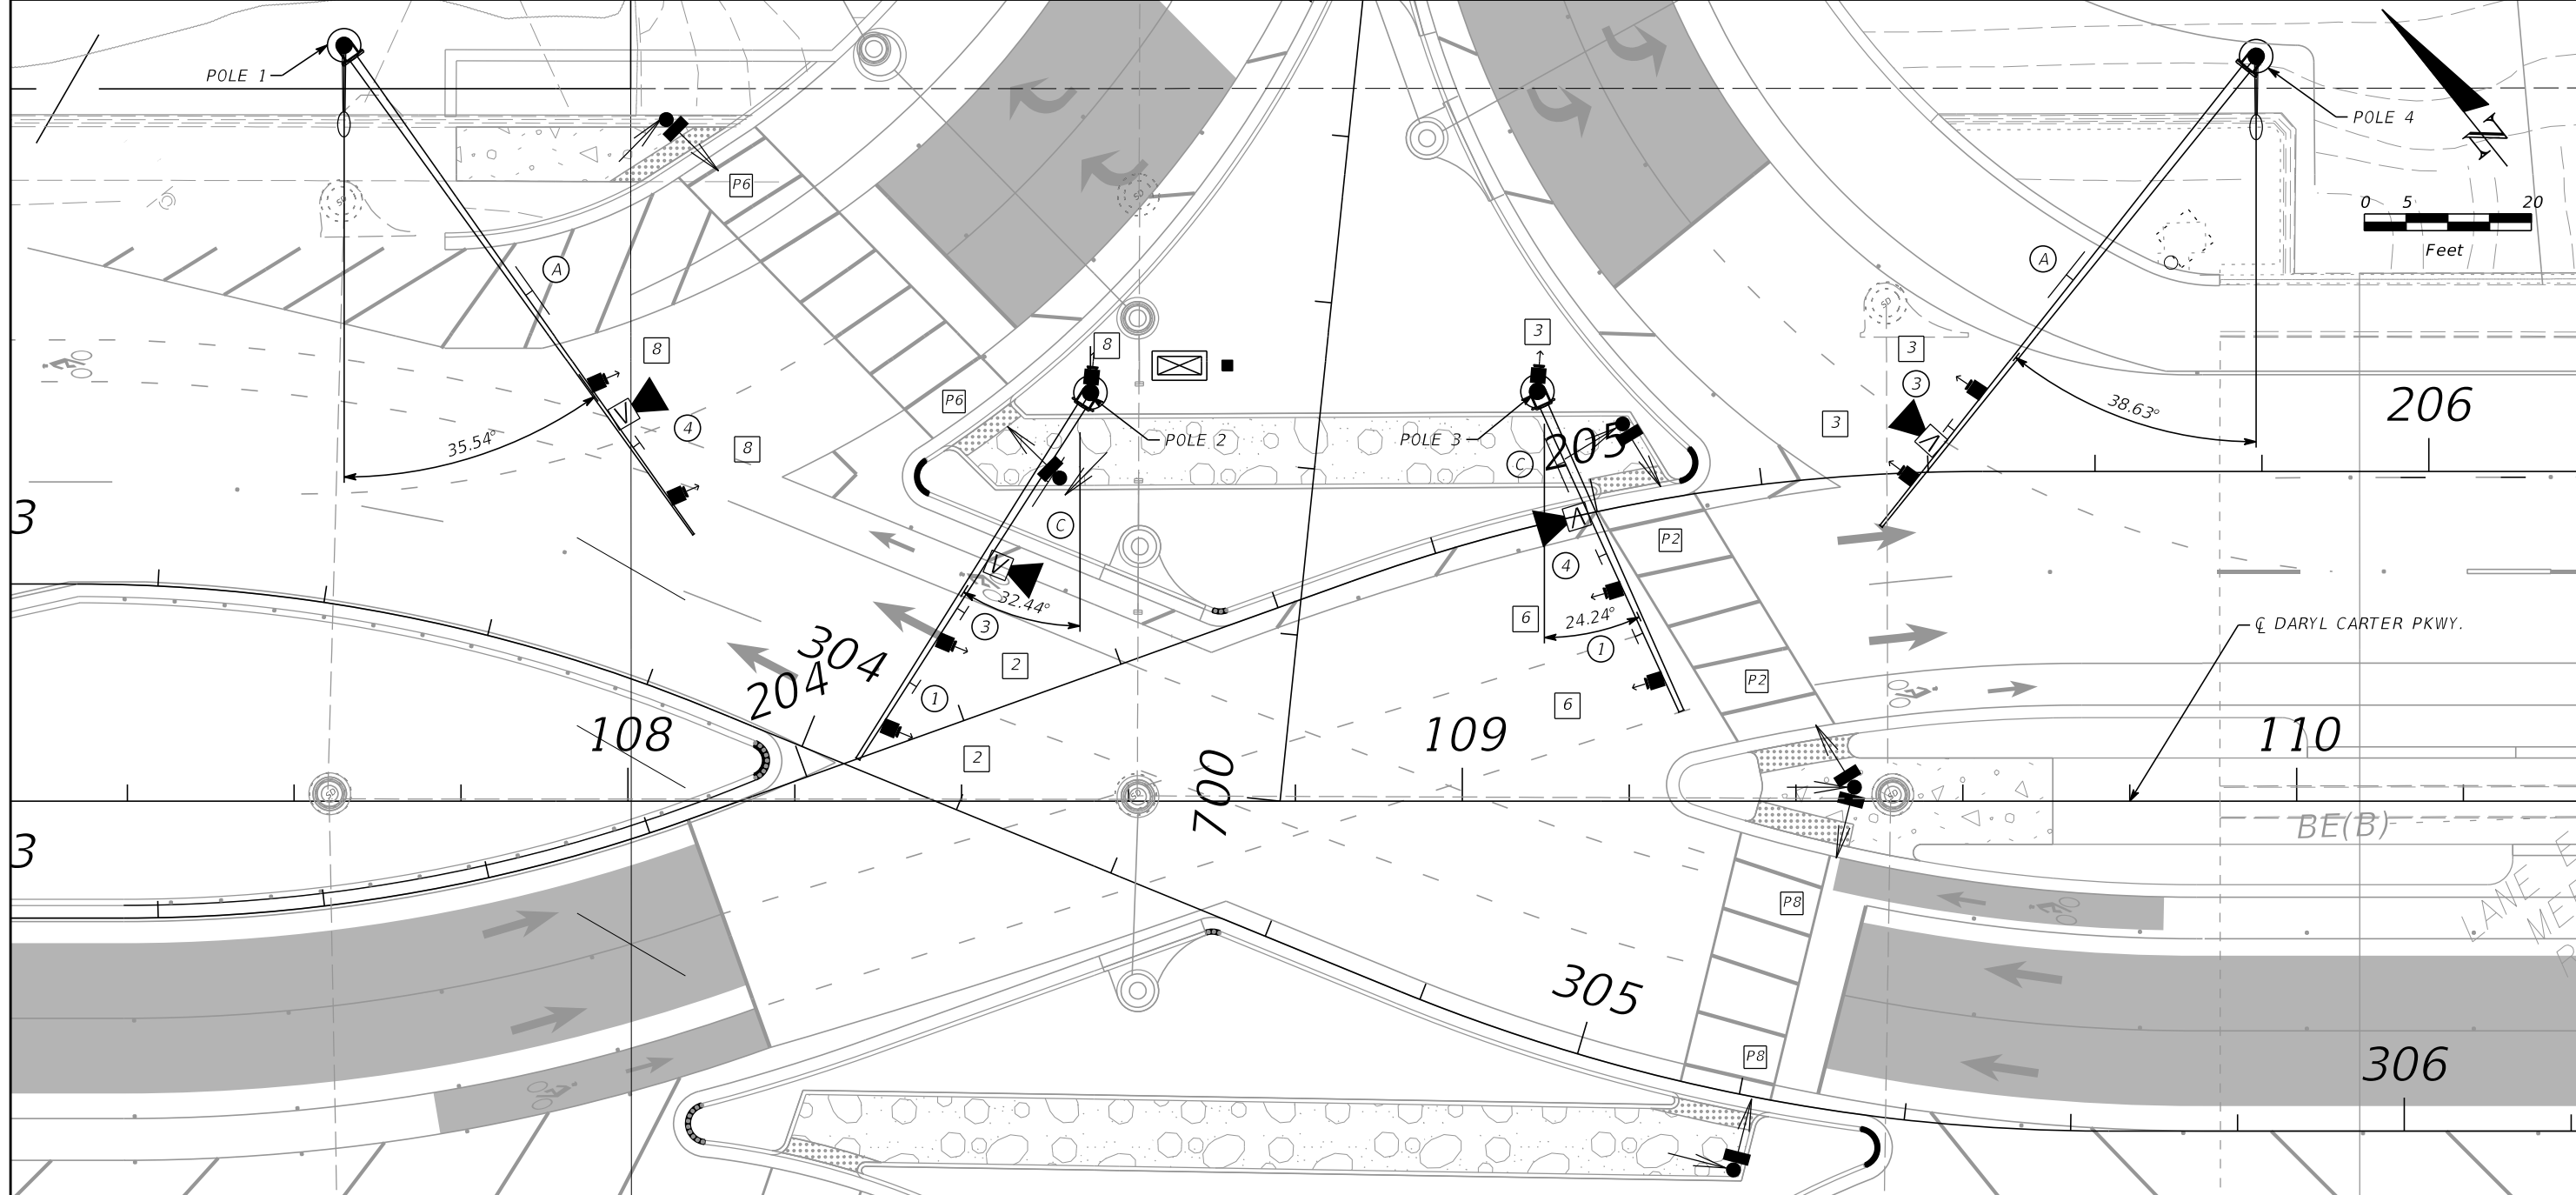 POLE 1
POLE 4
N
0 5 20
Feet
P6
A
A
8
8
3
3
3
206
P6
4
8
35.54°
POLE 2
POLE 3
205
C
3
38.63°
3
C
P2
4
32.44°
3
6
24.24°
1
₵ DARYL CARTER PKWY.
304
204
2
1
P2
6
108
2
700
109
110
BE(B)
3
P8
LANE
305
P8
306